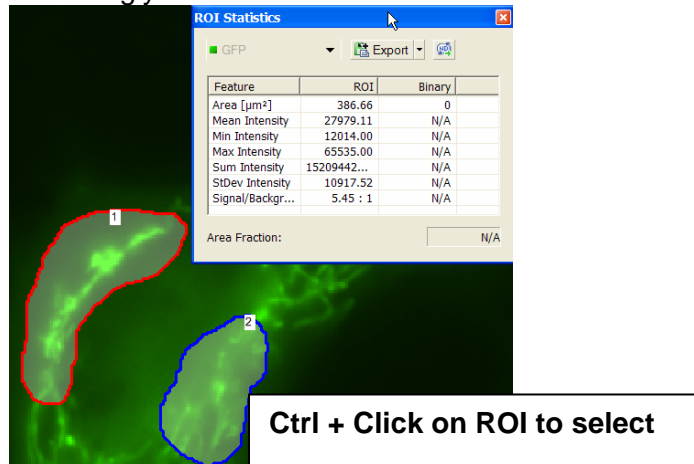 ROI Statistics
GFP Export
Feature ROI Binary
Area [µm²] 386.66 0
Mean Intensity 27979.11 N/A
Min Intensity 12014.00 N/A
Max Intensity 65535.00 N/A
Sum Intensity 15209442... N/A
StDev Intensity 10917.52 N/A
Signal/Backgr... 5.45 : 1 N/A
Area Fraction: N/A
1
2
Ctrl + Click on ROI to select